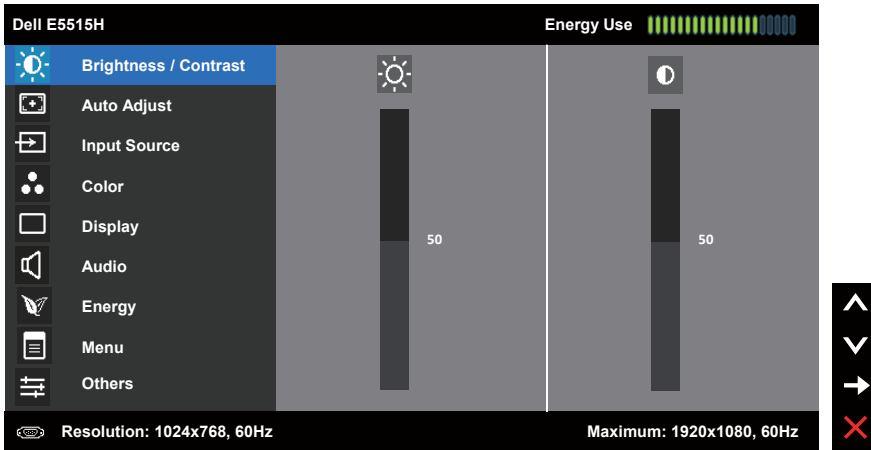 Dell E5515H Energy Use
Brightness / Contrast
Auto Adjust
Input Source
Color
Display
50 50
Audio
Energy
Menu
Others
Resolution: 1024x768, 60Hz Maximum: 1920x1080, 60Hz